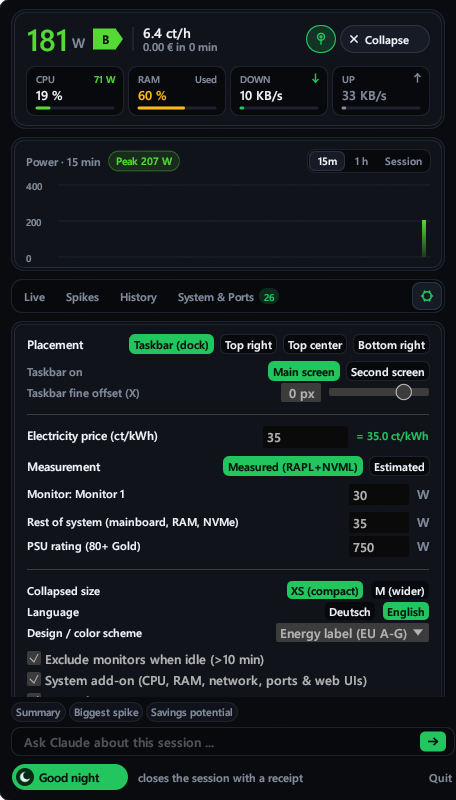 181 W B 6.4 ct/h
0.00 € in 0 min
Collapse
CPU 71 W
19 %
RAM Used
60 %
DOWN ↓
10 KB/s
UP ↑
33 KB/s
Power · 15 min Peak 207 W 15m 1 h Session
400
200
0
Live Spikes History System & Ports 26
Placement Taskbar (dock) Top right Top center Bottom right
Taskbar on Main screen Second screen
Taskbar fine offset (X) 0 px
Electricity price (ct/kWh) 35 = 35.0 ct/kWh
Measurement Measured (RAPL+NVML) Estimated
Monitor: Monitor 1 30 W
Rest of system (mainboard, RAM, NVMe) 35 W
PSU rating (80+ Gold) 750 W
Collapsed size XS (compact) M (wider)
Language Deutsch English
Design / color scheme Energy label (EU A-G)
Exclude monitors when idle (>10 min)
System add-on (CPU, RAM, network, ports & web UIs)
Summary Biggest spike Savings potential
Ask Claude about this session ...
Good night closes the session with a receipt Quit